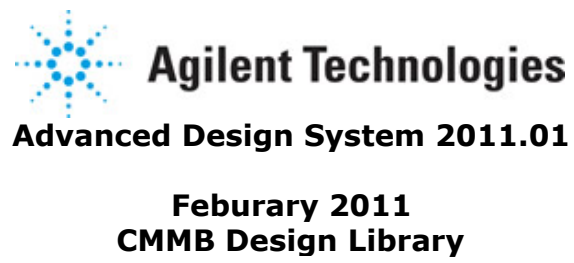 Agilent Technologies
Advanced Design System 2011.01
Feburary 2011
CMMB Design Library